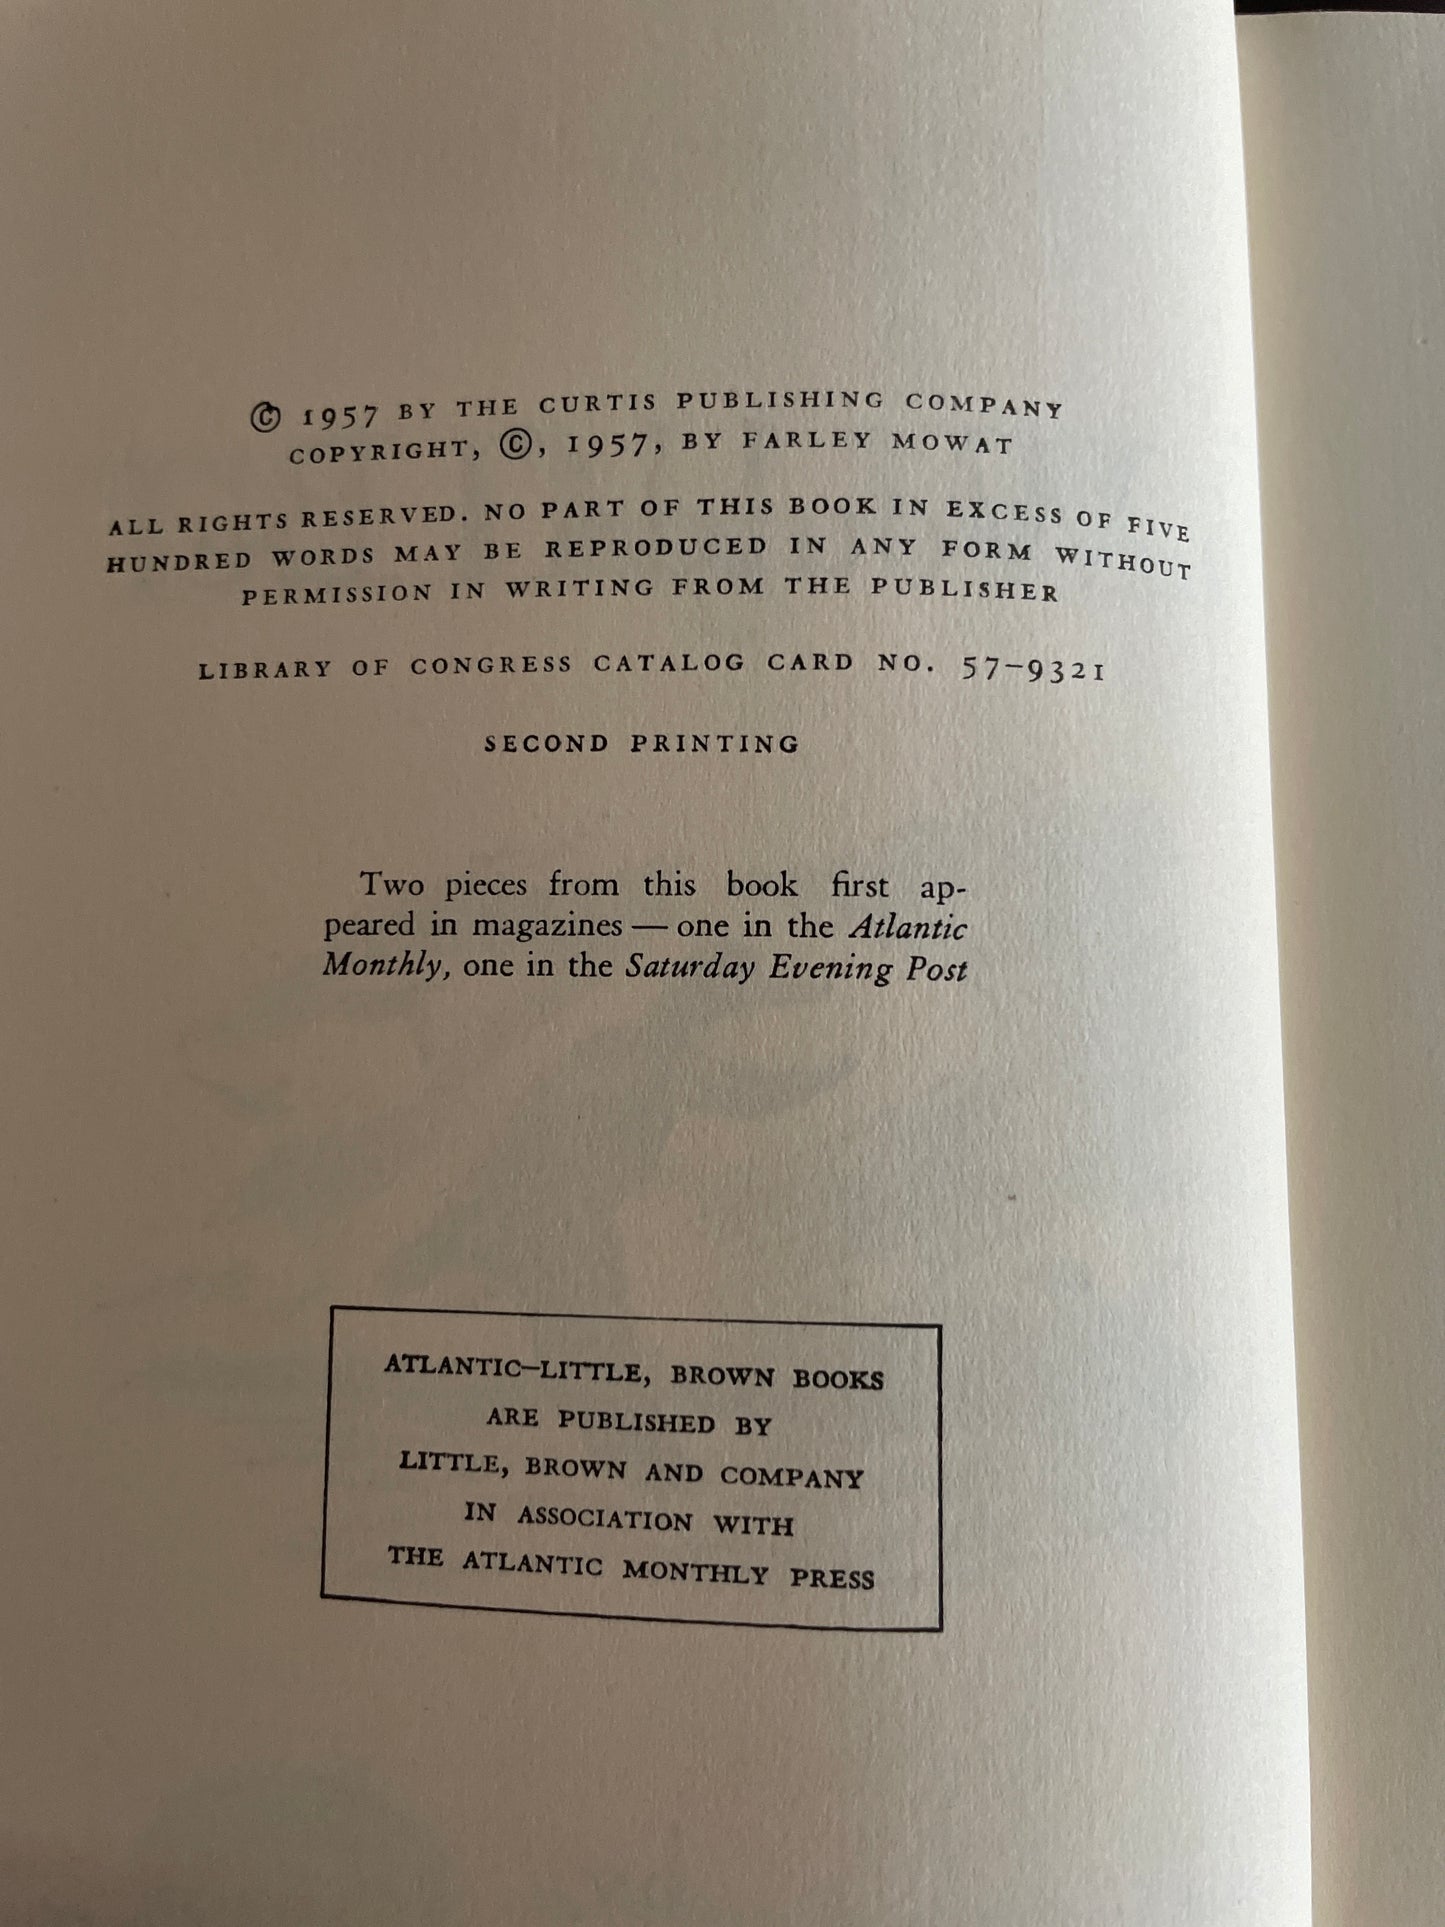 © 1957 BY THE CURTIS PUBLISHING COMPANY
COPYRIGHT, ©, 1957, BY FARLEY MOWAT
ALL RIGHTS RESERVED. NO PART OF THIS BOOK IN EXCESS OF FIVE
HUNDRED WORDS MAY BE REPRODUCED IN ANY FORM WITHOUT
PERMISSION IN WRITING FROM THE PUBLISHER
LIBRARY OF CONGRESS CATALOG CARD NO. 57–9321
SECOND PRINTING
Two pieces from this book first ap-
peared in magazines — one in the Atlantic
Monthly, one in the Saturday Evening Post
ATLANTIC–LITTLE, BROWN BOOKS
ARE PUBLISHED BY
LITTLE, BROWN AND COMPANY
IN ASSOCIATION WITH
THE ATLANTIC MONTHLY PRESS